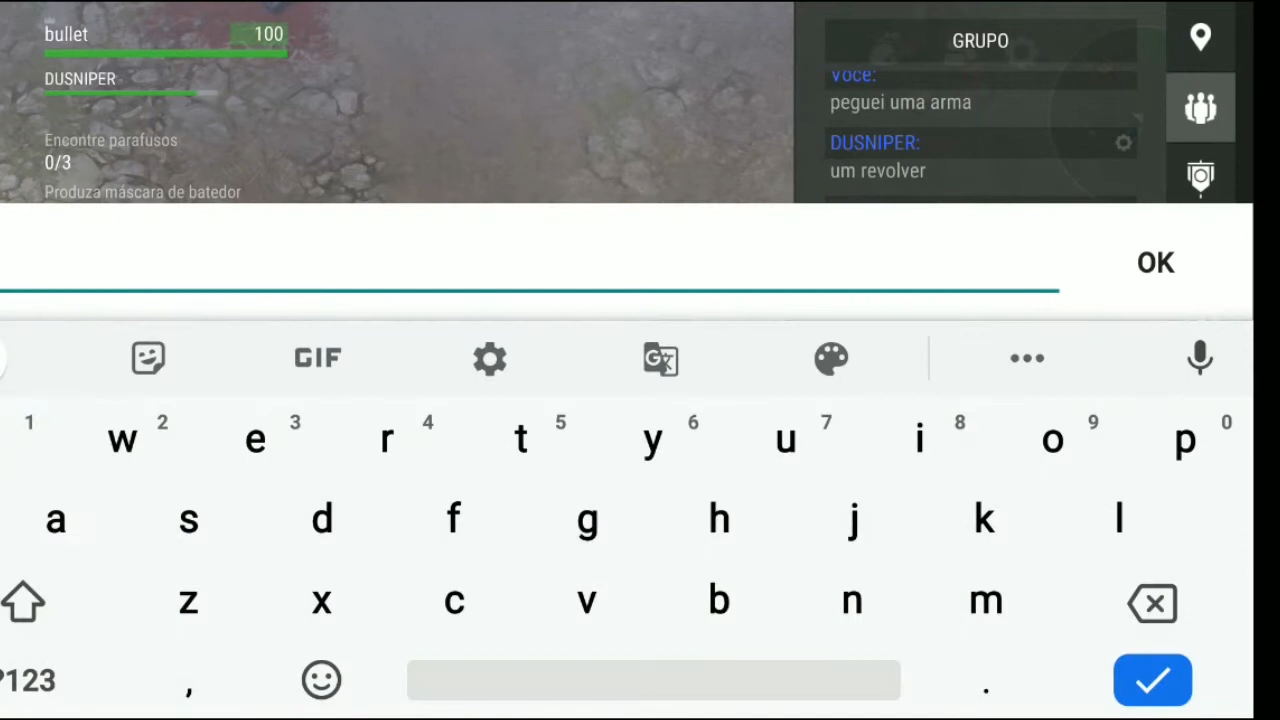 bullet 100
DUSNIPER
Encontre parafusos
0/3
Produza máscara de batedor
GRUPO
Você:
peguei uma arma
DUSNIPER:
um revolver
OK
GIF
1 2 3 4 5 6 7 8 9 0
w e r t y u i o p
a s d f g h j k l
z x c v b n m
?123 , .